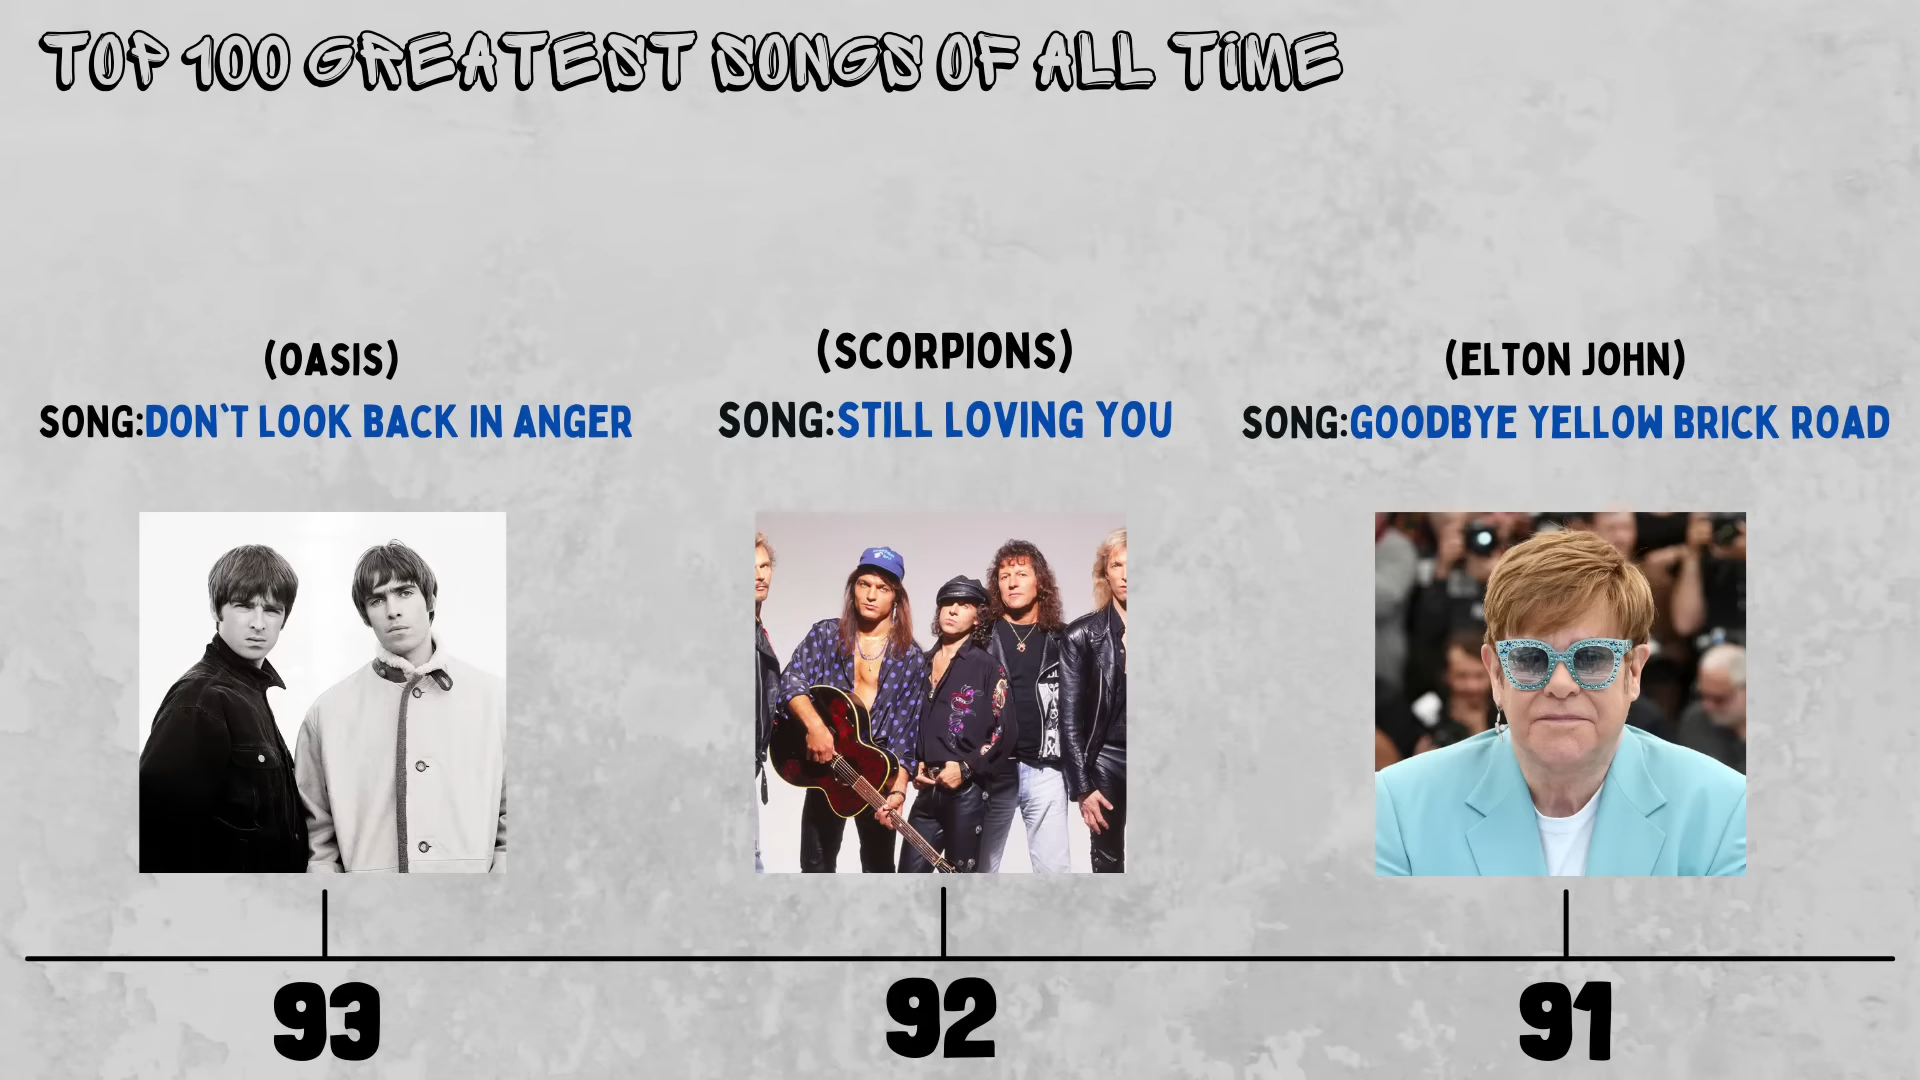 TOP 100 GREATEST SONGS OF ALL TIME
(OASIS)
SONG:DON`T LOOK BACK IN ANGER
(SCORPIONS)
SONG:STILL LOVING YOU
(ELTON JOHN)
SONG:GOODBYE YELLOW BRICK ROAD
93
92
91